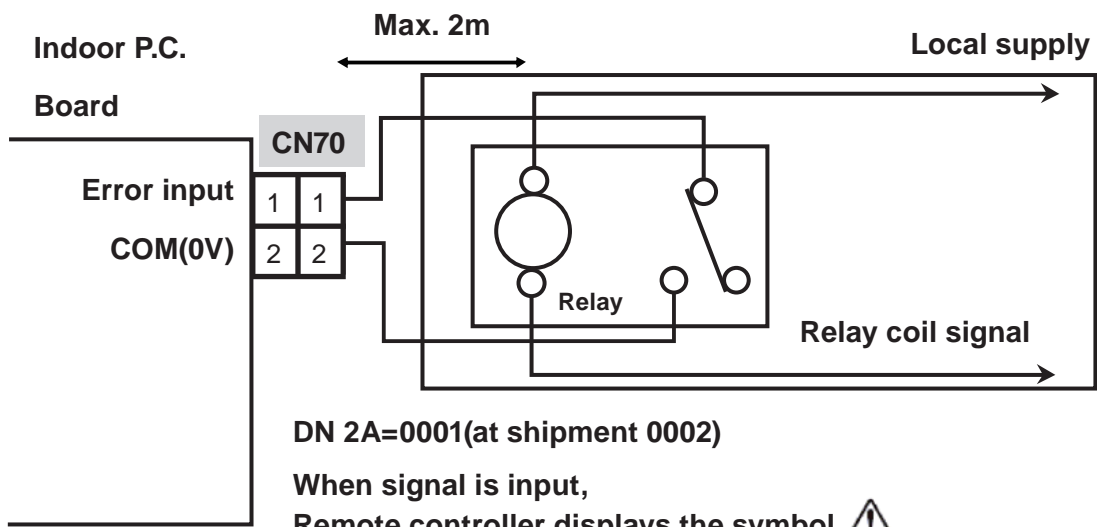 Indoor P.C.
Board
Max. 2m
Local supply
CN70
Error input
1 1
COM(0V)
2 2
Relay
Relay coil signal
DN 2A=0001(at shipment 0002)
When signal is input,
Remote controller displays the symbol